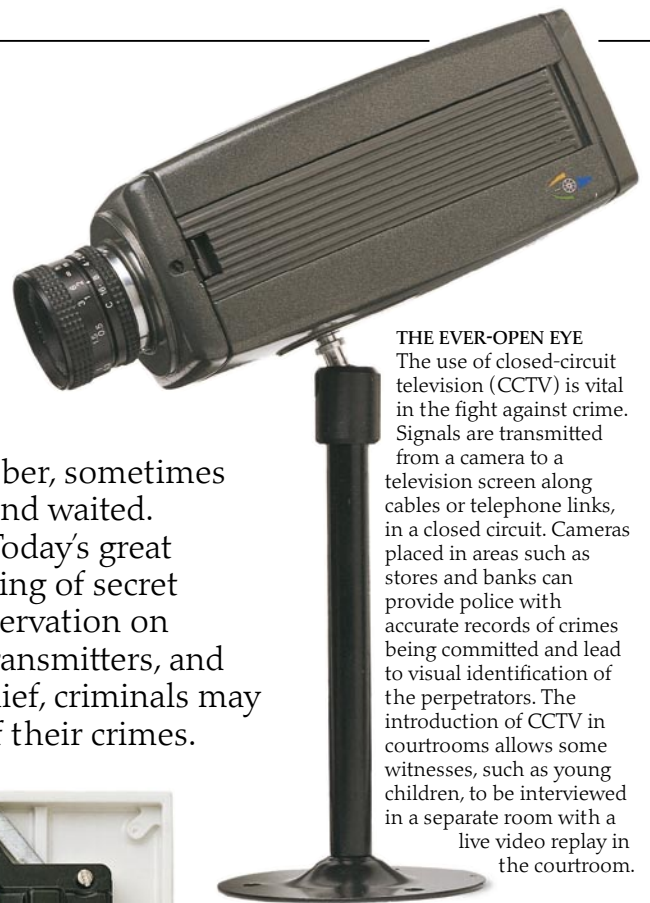 ber, sometimes
nd waited.
Today's great
ing of secret
ervation on
ransmitters, and
hief, criminals may
f their crimes.
THE EVER-OPEN EYE
The use of closed-circuit
television (CCTV) is vital
in the fight against crime.
Signals are transmitted
from a camera to a
television screen along
cables or telephone links,
in a closed circuit. Cameras
placed in areas such as
stores and banks can
provide police with
accurate records of crimes
being committed and lead
to visual identification of
the perpetrators. The
introduction of CCTV in
courtrooms allows some
witnesses, such as young
children, to be interviewed
in a separate room with a
live video replay in
the courtroom.